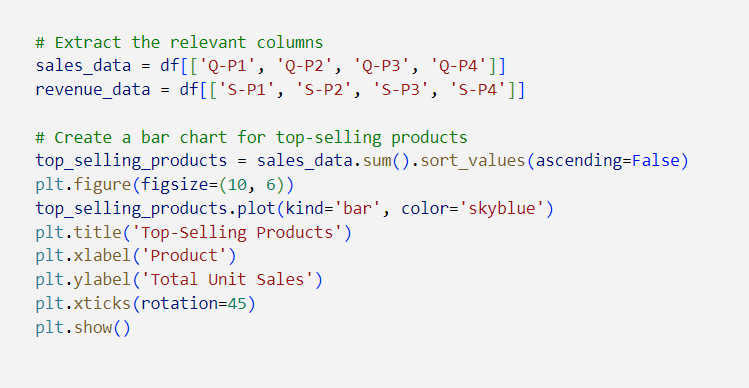 # Extract the relevant columns
sales_data = df[['Q-P1', 'Q-P2', 'Q-P3', 'Q-P4']]
revenue_data = df[['S-P1', 'S-P2', 'S-P3', 'S-P4']]
# Create a bar chart for top-selling products
top_selling_products = sales_data.sum().sort_values(ascending=False)
plt.figure(figsize=(10, 6))
top_selling_products.plot(kind='bar', color='skyblue')
plt.title('Top-Selling Products')
plt.xlabel('Product')
plt.ylabel('Total Unit Sales')
plt.xticks(rotation=45)
plt.show()